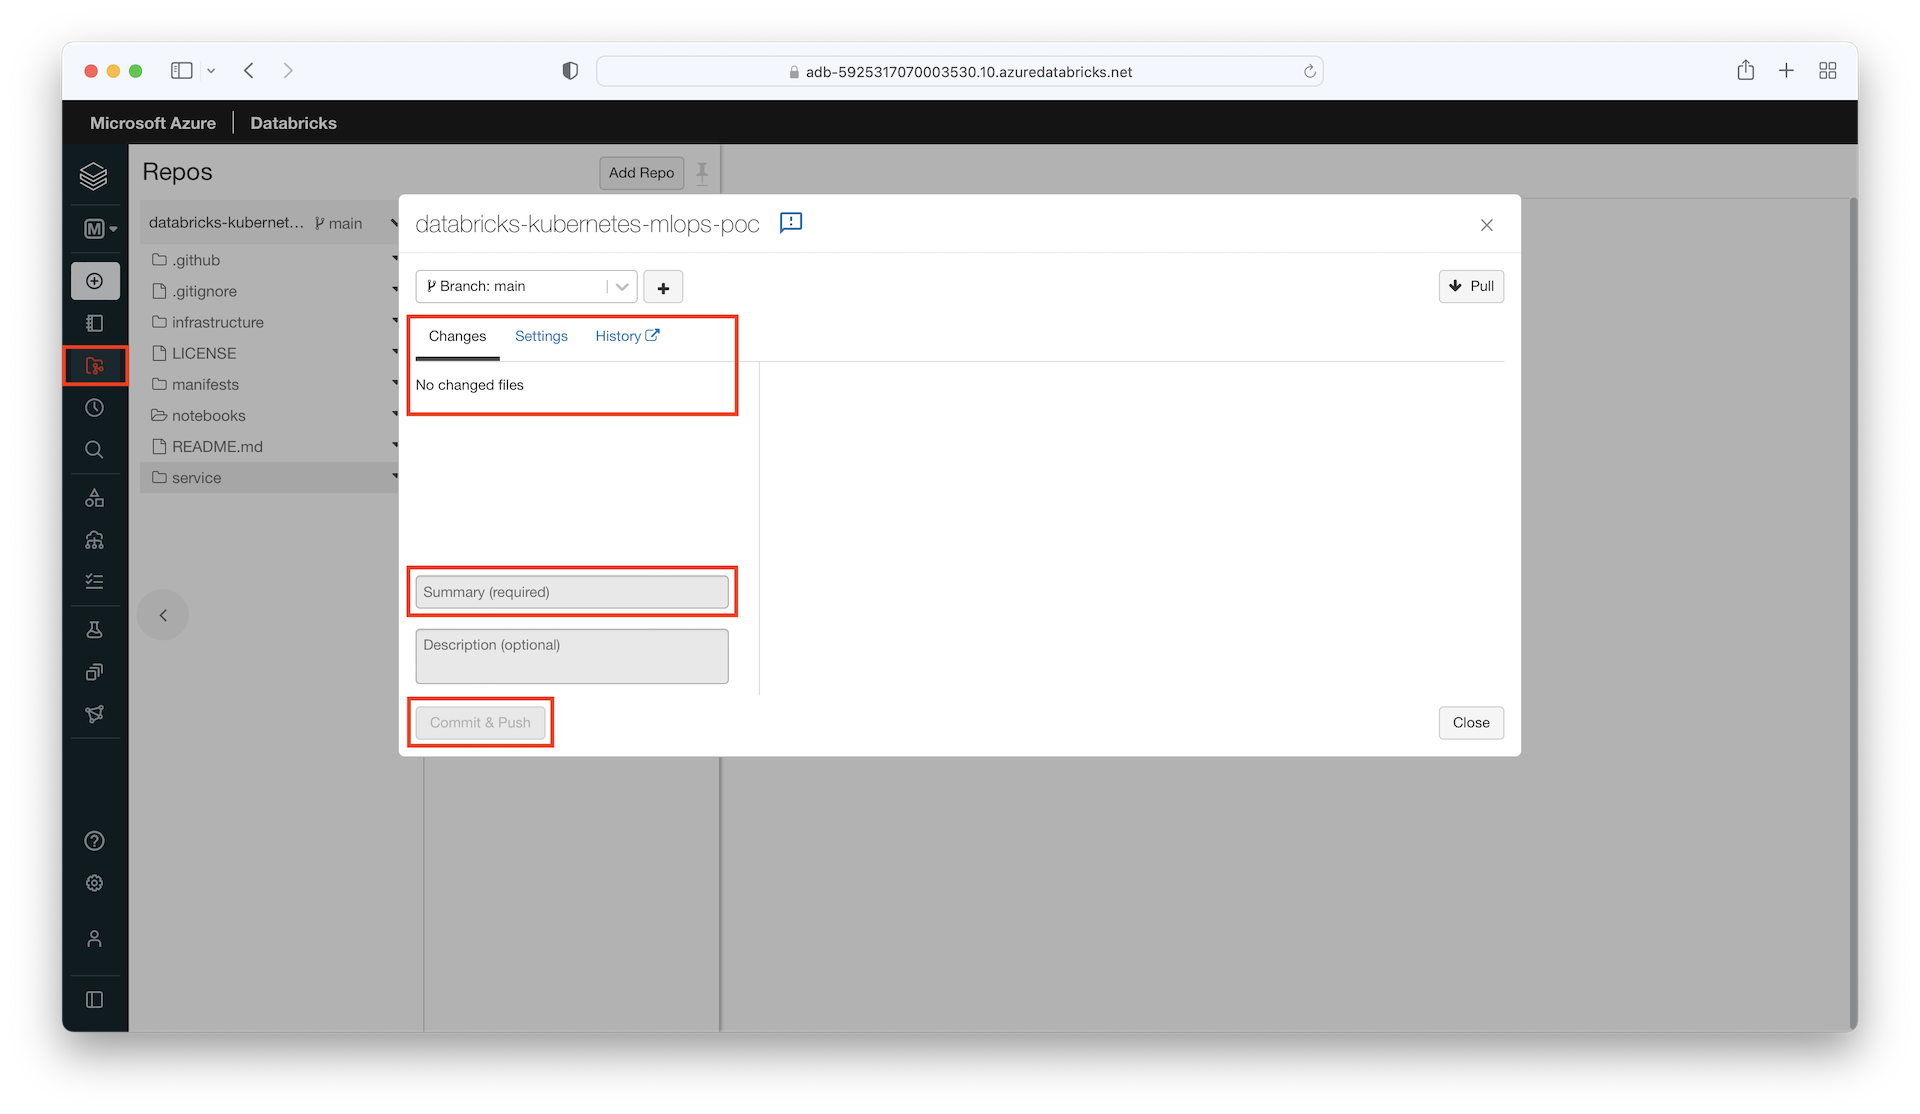 adb-5925317070003530.10.azuredatabricks.net
Microsoft Azure | Databricks
Repos
Add Repo
databricks-kubernet... main
.github
.gitignore
infrastructure
LICENSE
manifests
notebooks
README.md
service
M
databricks-kubernetes-mlops-poc
Branch: main
+
Pull
Changes Settings History
No changed files
Summary (required)
Description (optional)
Commit & Push
Close